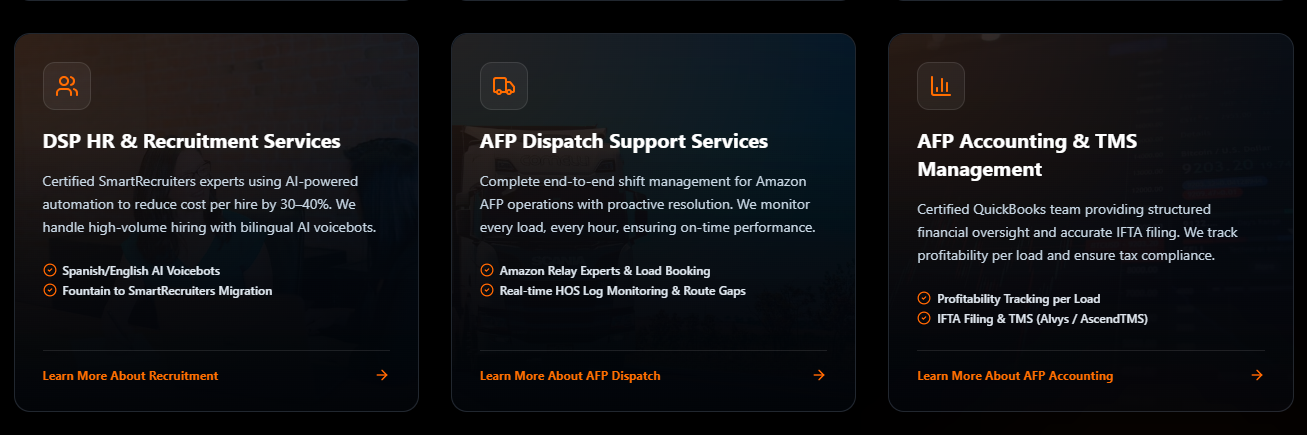 DSP HR & Recruitment Services
Certified SmartRecruiters experts using AI-powered
automation to reduce cost per hire by 30–40%. We
handle high-volume hiring with bilingual AI voicebots.
Spanish/English AI Voicebots
Fountain to SmartRecruiters Migration
Learn More About Recruitment
AFP Dispatch Support Services
Complete end-to-end shift management for Amazon
AFP operations with proactive resolution. We monitor
every load, every hour, ensuring on-time performance.
Amazon Relay Experts & Load Booking
Real-time HOS Log Monitoring & Route Gaps
Learn More About AFP Dispatch
AFP Accounting & TMS
Management
Certified QuickBooks team providing structured
financial oversight and accurate IFTA filing. We track
profitability per load and ensure tax compliance.
Profitability Tracking per Load
IFTA Filing & TMS (Alvys / AscendTMS)
Learn More About AFP Accounting